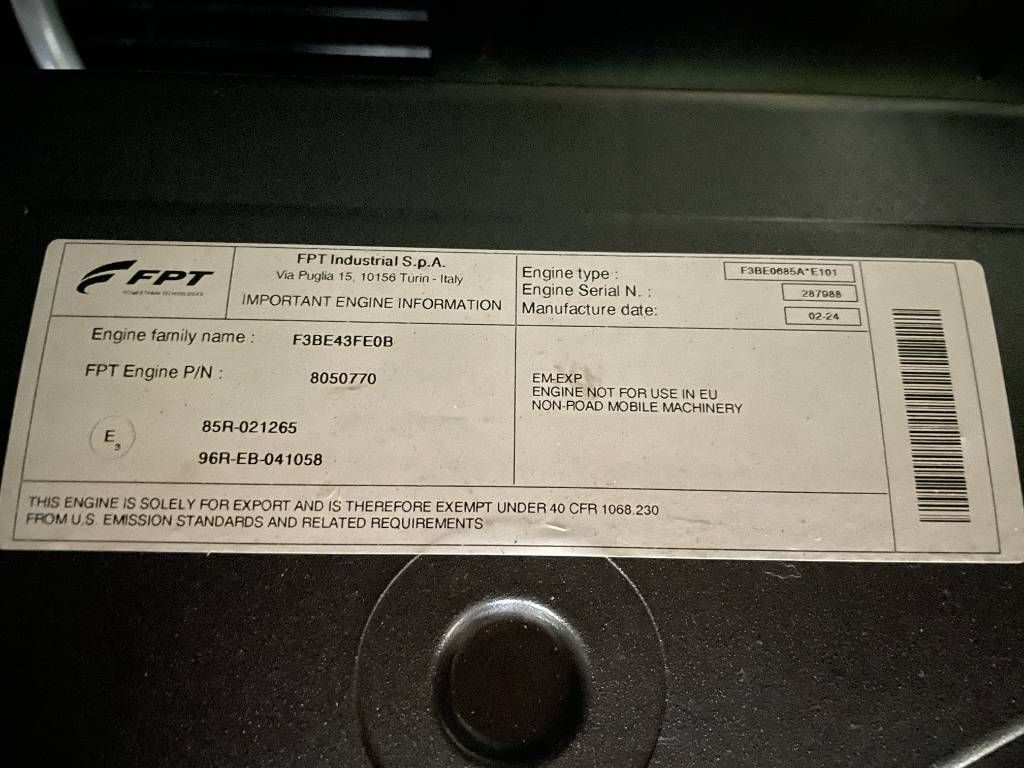 FPT
POWERTRAIN TECHNOLOGIES
FPT Industrial S.p.A.
Via Puglia 15, 10156 Turin - Italy
IMPORTANT ENGINE INFORMATION
Engine type : F3BE0685A*E101
Engine Serial N. : 287988
Manufacture date: 02-24
Engine family name : F3BE43FE0B
FPT Engine P/N : 8050770
E3
85R-021265
96R-EB-041058
EM-EXP
ENGINE NOT FOR USE IN EU
NON-ROAD MOBILE MACHINERY
THIS ENGINE IS SOLELY FOR EXPORT AND IS THEREFORE EXEMPT UNDER 40 CFR 1068.230
FROM U.S. EMISSION STANDARDS AND RELATED REQUIREMENTS